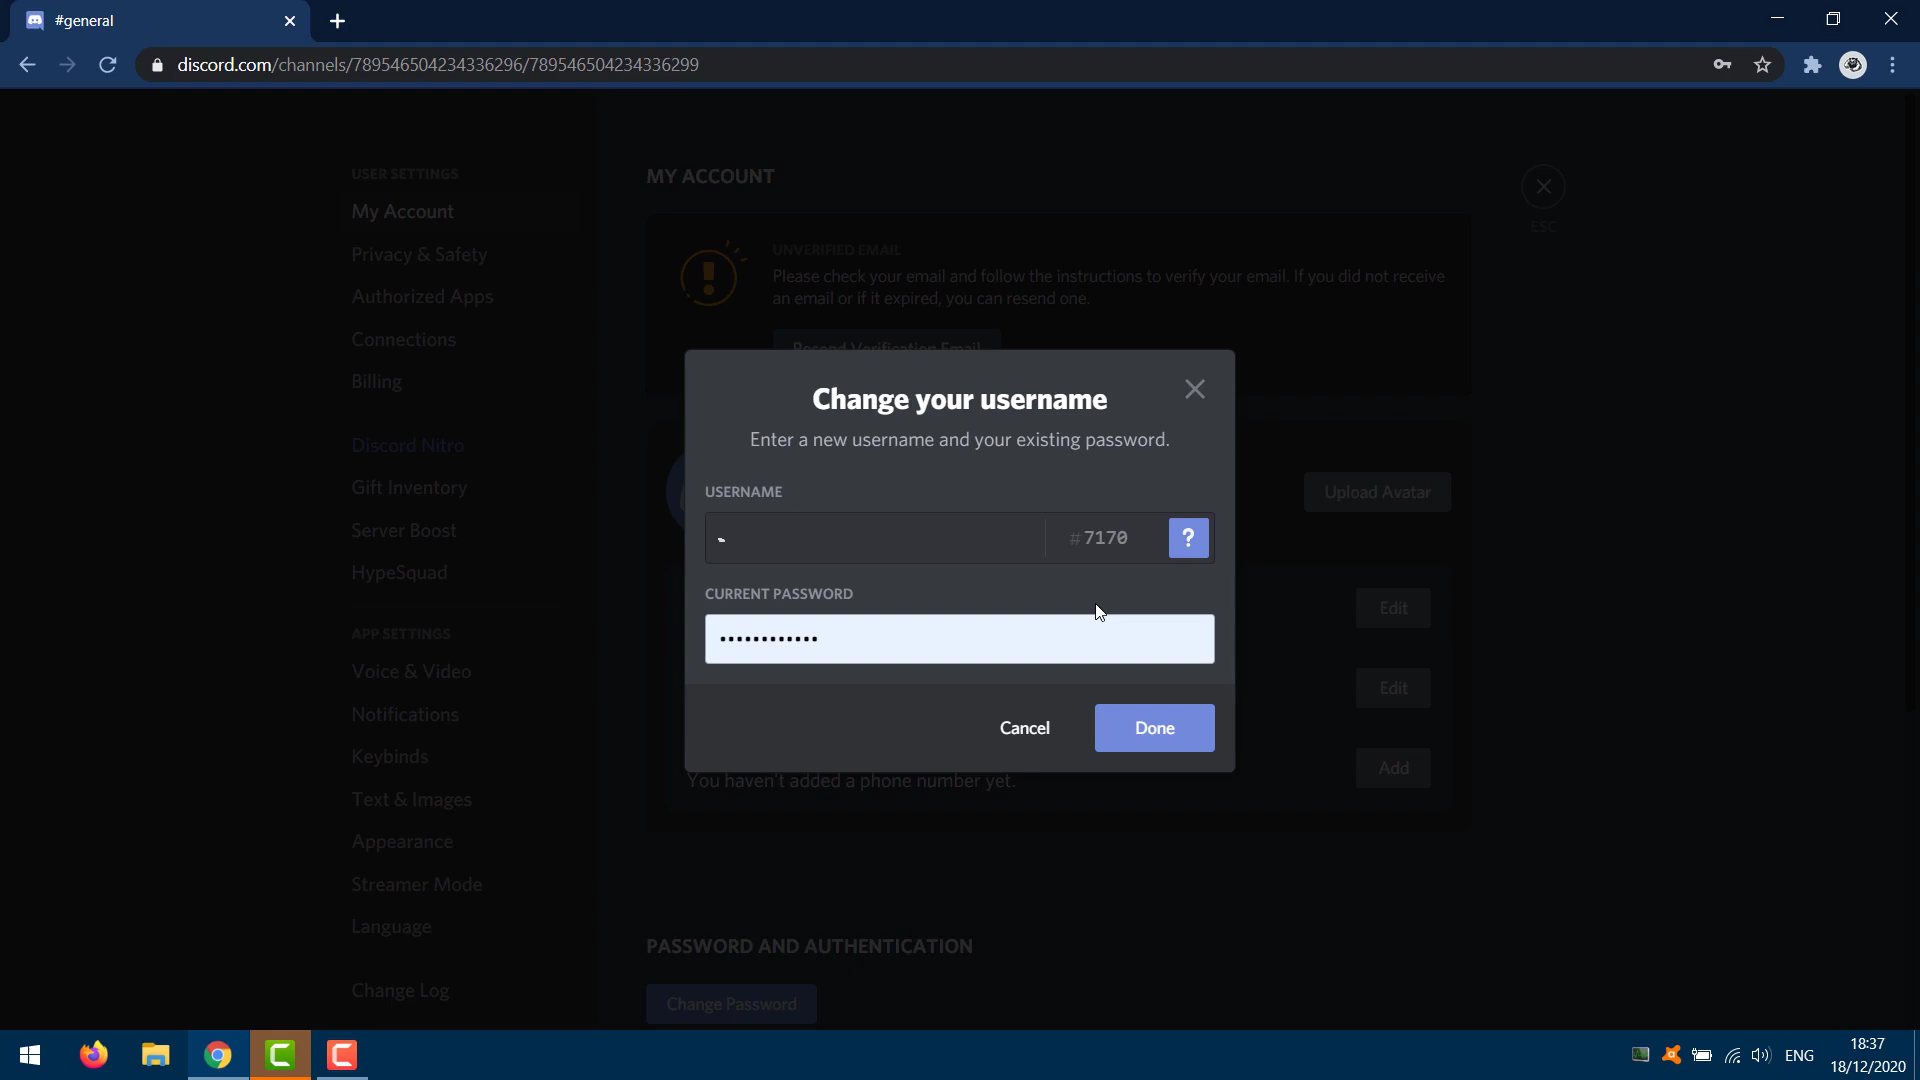 #general
discord.com/channels/789546504234336296/789546504234336299
USER SETTINGS
My Account
Privacy & Safety
Authorized Apps
Connections
Billing
Discord Nitro
Gift Inventory
Server Boost
HypeSquad
APP SETTINGS
Voice & Video
Notifications
Keybinds
Text & Images
Appearance
Streamer Mode
Language
Change Log
MY ACCOUNT
ESC
UNVERIFIED EMAIL
Please check your email and follow the instructions to verify your email. If you did not receive
an email or if it expired, you can resend one.
Resend Verification Email
Upload Avatar
Edit
Edit
You haven't added a phone number yet.
Add
Change your username
Enter a new username and your existing password.
USERNAME
#7170
?
CURRENT PASSWORD
••••••••••••
Cancel
Done
PASSWORD AND AUTHENTICATION
Change Password
ENG
18:37
18/12/2020